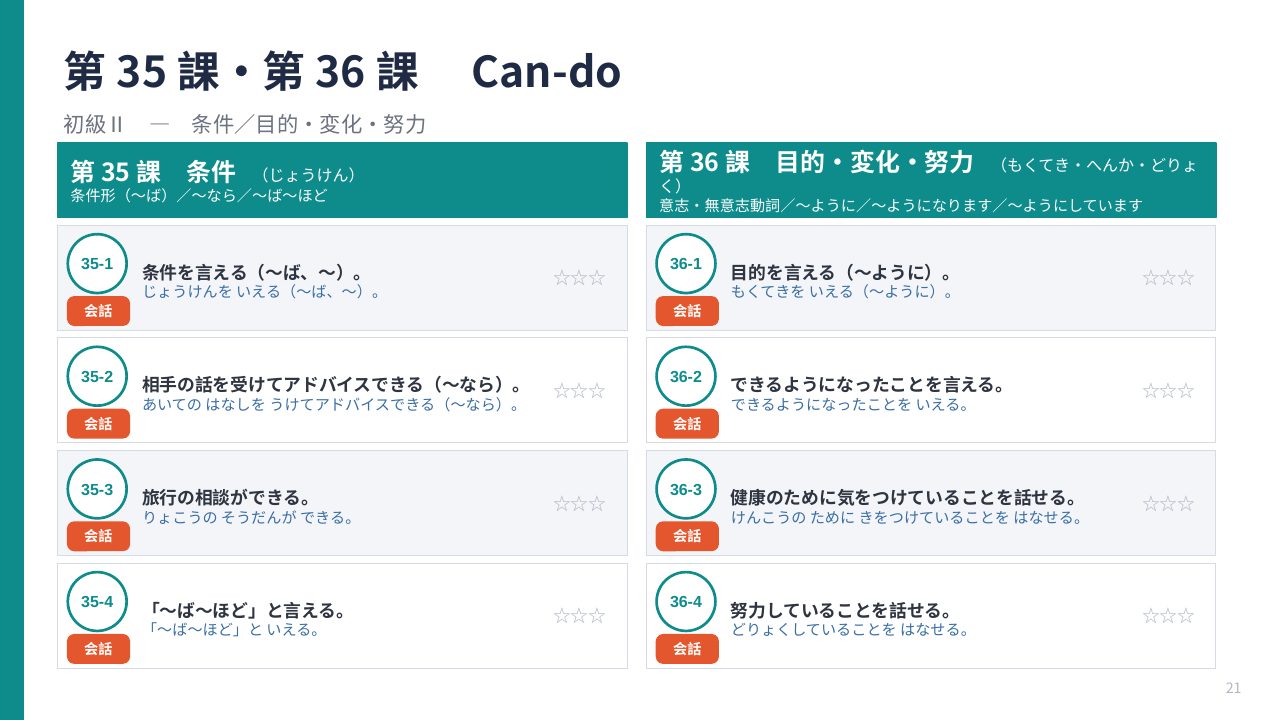 第 35 課・第 36 課　Can-do
初級Ⅱ　—　条件／目的・変化・努力
第 35 課　条件　（じょうけん）
条件形（～ば）／～なら／～ば～ほど
35-1
会話
条件を言える（～ば、～）。
じょうけんを いえる（～ば、～）。
☆☆☆
35-2
会話
相手の話を受けてアドバイスできる（～なら）。
あいての はなしを うけてアドバイスできる（～なら）。
☆☆☆
35-3
会話
旅行の相談ができる。
りょこうの そうだんが できる。
☆☆☆
35-4
会話
「～ば～ほど」と言える。
「～ば～ほど」と いえる。
☆☆☆
第 36 課　目的・変化・努力　（もくてき・へんか・どりょ
く）
意志・無意志動詞／～ように／～ようになります／～ようにしています
36-1
会話
目的を言える（～ように）。
もくてきを いえる（～ように）。
☆☆☆
36-2
会話
できるようになったことを言える。
できるようになったことを いえる。
☆☆☆
36-3
会話
健康のために気をつけていることを話せる。
けんこうの ために きをつけていることを はなせる。
☆☆☆
36-4
会話
努力していることを話せる。
どりょくしていることを はなせる。
☆☆☆
21